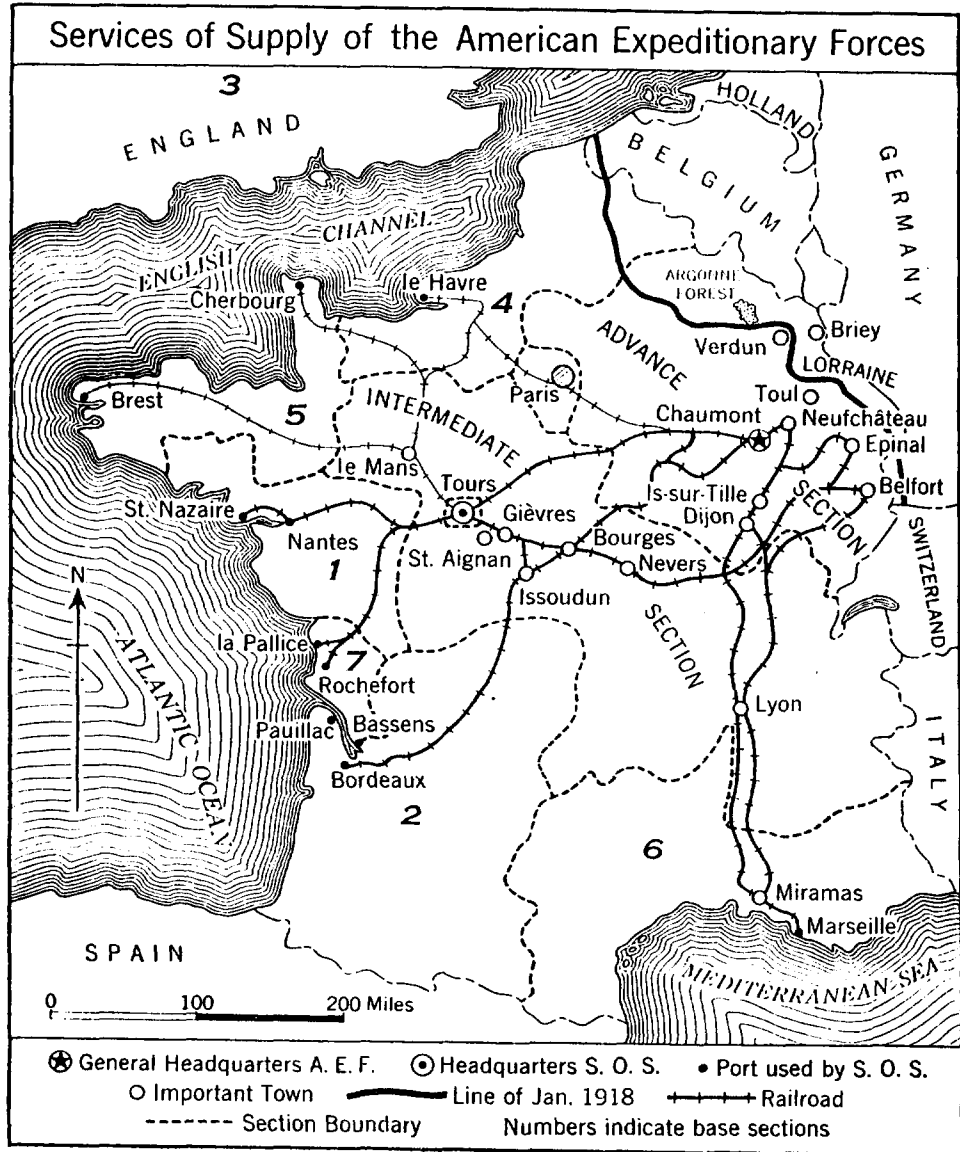 Services of Supply of the American Expeditionary Forces
3
ENGLAND
HOLLAND
BELGIUM
GERMANY
ENGLISH CHANNEL
Cherbourg
le Havre
4
ARGONNE
FOREST
Verdun
Briey
LORRAINE
ADVANCE
Toul
Paris
Brest
5
INTERMEDIATE
Chaumont
Neufchâteau
Epinal
le Mans
Tours
Is-sur-Tille
Dijon
SECTION
Belfort
St. Nazaire
Nantes
Gièvres
St. Aignan
Bourges
Nevers
SWITZERLAND
N
1
Issoudun
SECTION
la Pallice
7
Rochefort
ATLANTIC OCEAN
Pauillac
Bassens
Bordeaux
Lyon
ITALY
2
6
Miramas
Marseille
SPAIN
MEDITERRANEAN SEA
0 100 200 Miles
General Headquarters A. E. F. Headquarters S. O. S. Port used by S. O. S.
Important Town Line of Jan. 1918 Railroad
Section Boundary Numbers indicate base sections